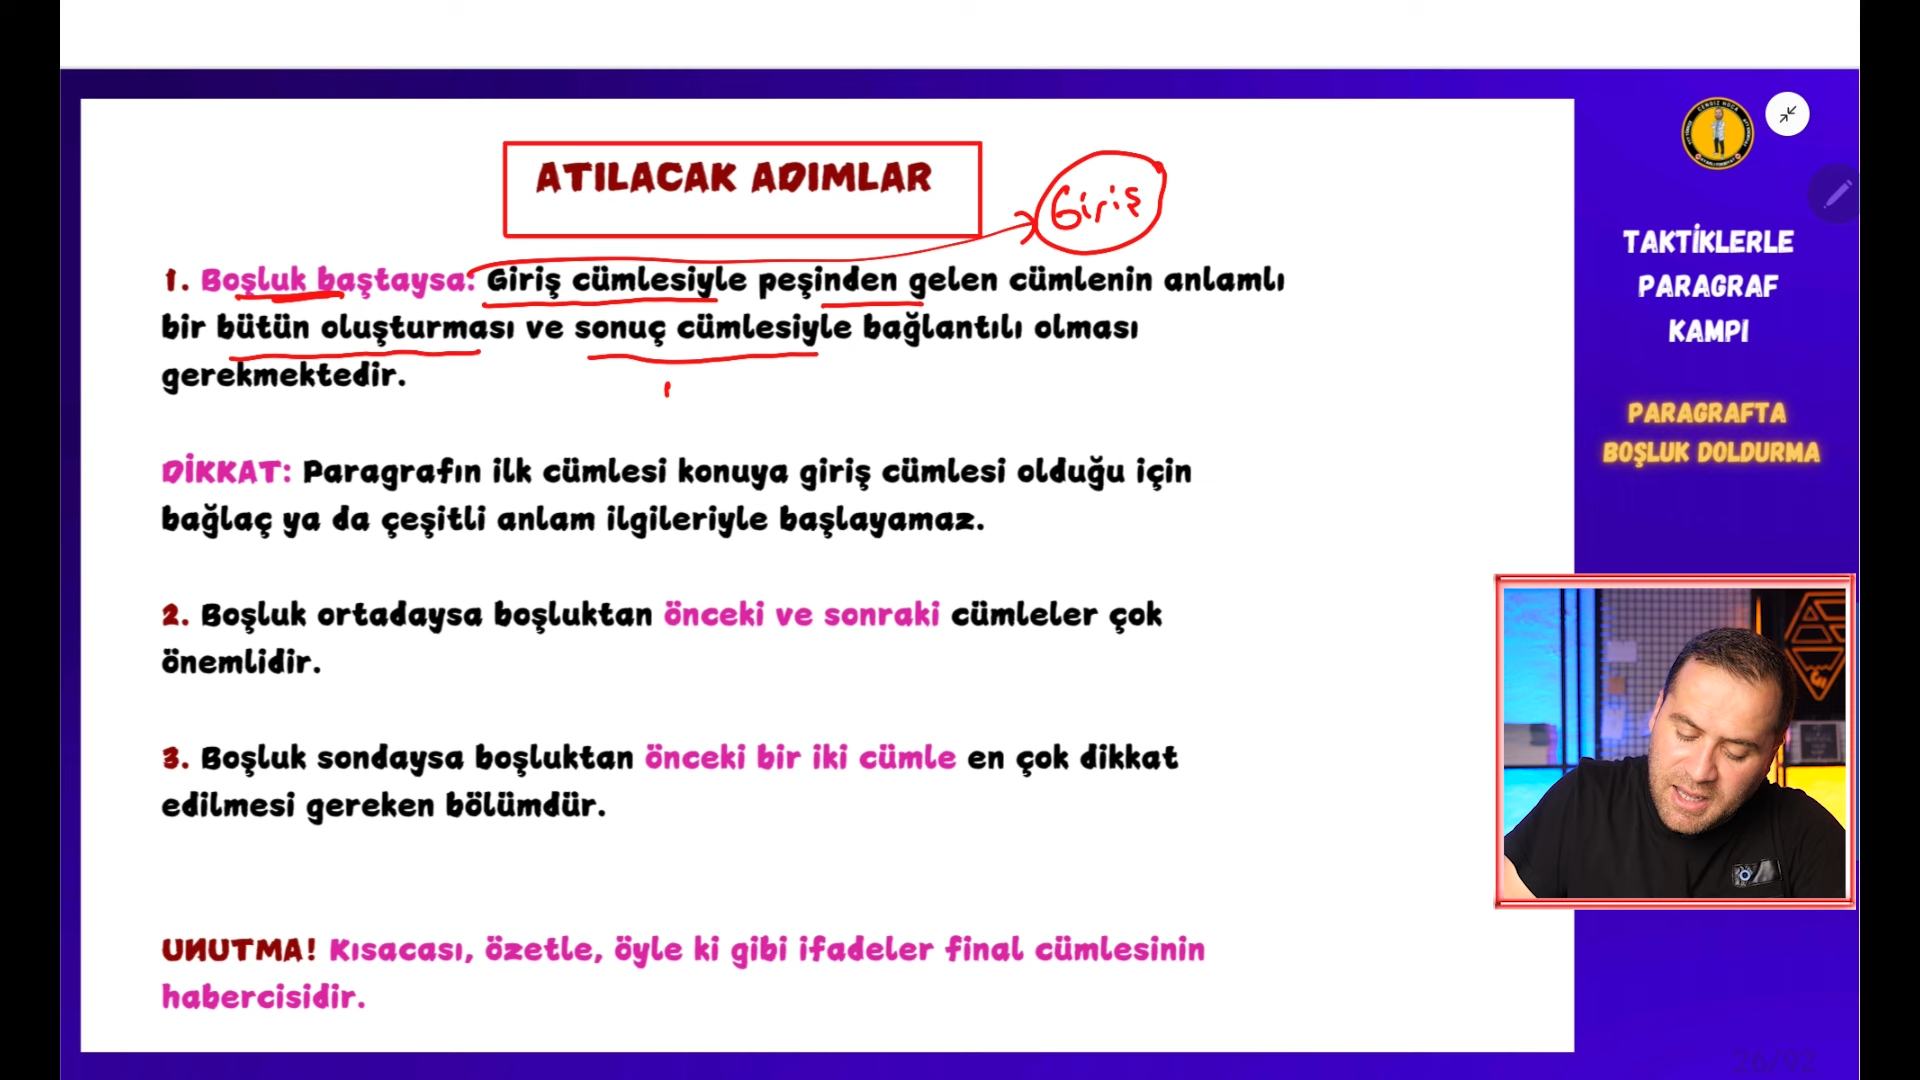 ATILACAK ADIMLAR
Giriş
1. Boşluk baştaysa: Giriş cümlesiyle peşinden gelen cümlenin anlamlı
bir bütün oluşturması ve sonuç cümlesiyle bağlantılı olması
gerekmektedir.
DİKKAT: Paragrafın ilk cümlesi konuya giriş cümlesi olduğu için
bağlaç ya da çeşitli anlam ilgileriyle başlayamaz.
2. Boşluk ortadaysa boşluktan önceki ve sonraki cümleler çok
önemlidir.
3. Boşluk sondaysa boşluktan önceki bir iki cümle en çok dikkat
edilmesi gereken bölümdür.
UNUTMA! Kısacası, özetle, öyle ki gibi ifadeler final cümlesinin
habercisidir.
CENGİZ HOCA
TAKTİKLERLE
PARAGRAF
KAMPI
PARAGRAFTA
BOŞLUK DOLDURMA
26/92